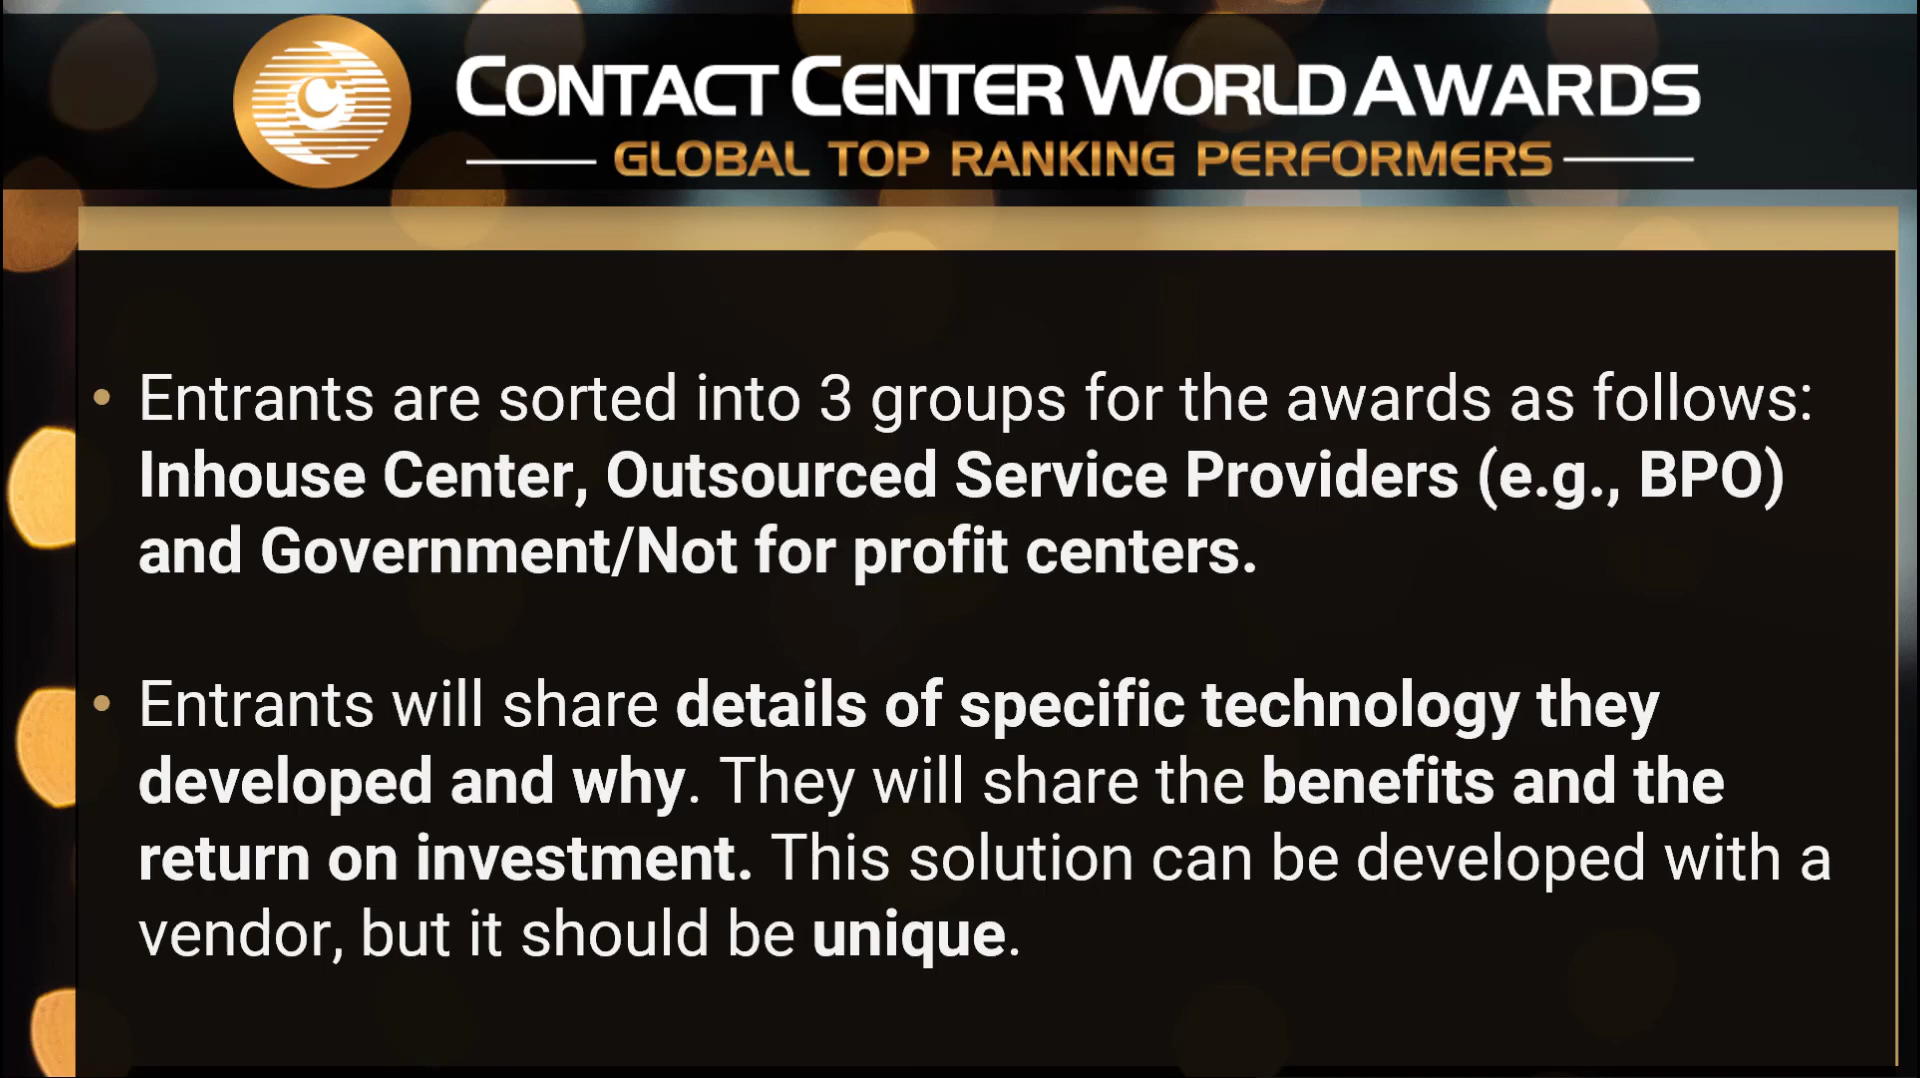 CONTACT CENTER WORLD AWARDS
GLOBAL TOP RANKING PERFORMERS
• Entrants are sorted into 3 groups for the awards as follows:
Inhouse Center, Outsourced Service Providers (e.g., BPO)
and Government/Not for profit centers.
• Entrants will share details of specific technology they
developed and why. They will share the benefits and the
return on investment. This solution can be developed with a
vendor, but it should be unique.